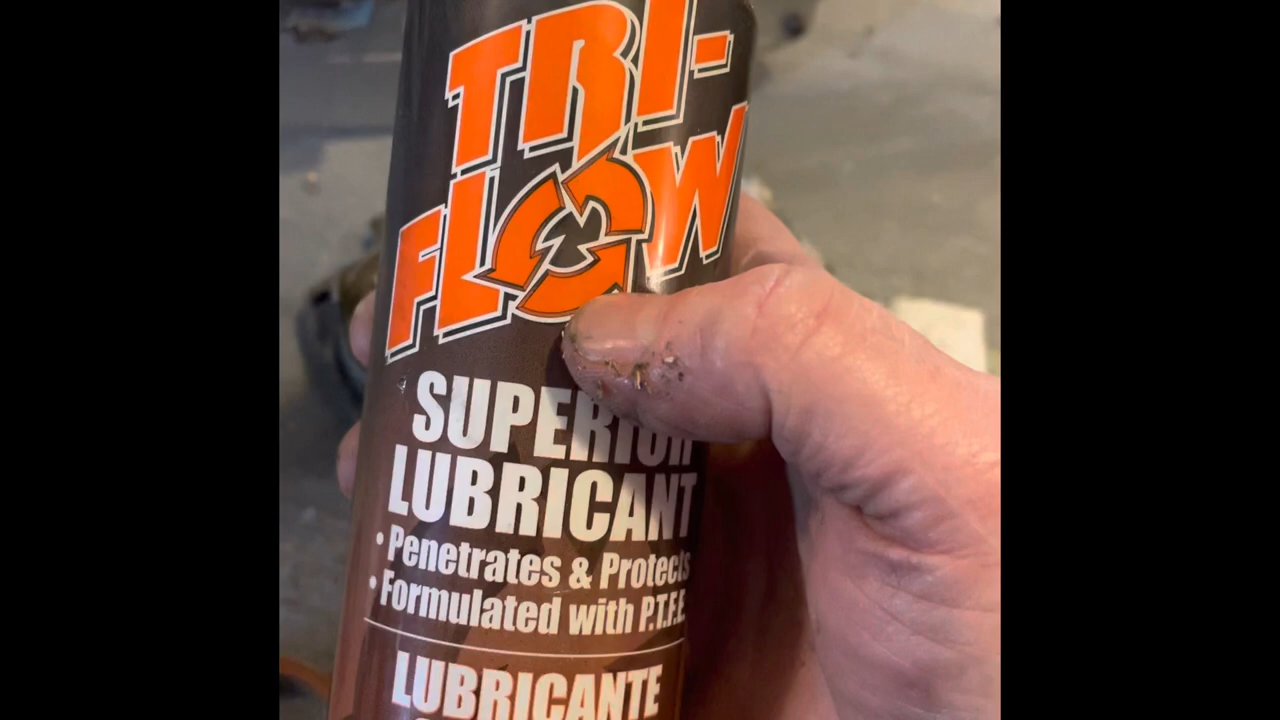 TRI-
FLOW
SUPERIOR
LUBRICANT
• Penetrates & Protects
• Formulated with P.T.F.E.
LUBRICANTE